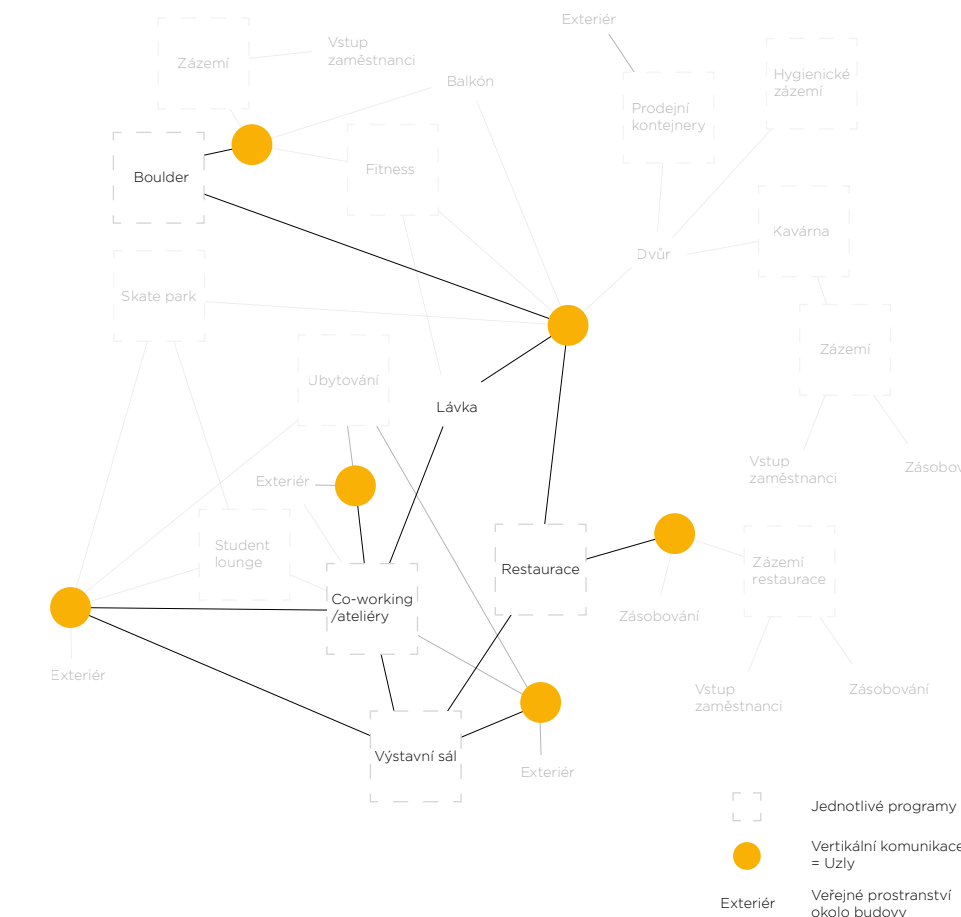 Exteriér
Vstup
zaměstnanci
Zázemí
Balkón
Hygienické
zázemí
Prodejní
kontejnery
Boulder
Fitness
Kavárna
Dvůr
Skate park
Zázemí
Ubytování
Lávka
Vstup
zaměstnanci
Zásobov
Exteriér
Student
lounge
Restaurace
Zázemí
restaurace
Co-working
/ateliéry
Zásobování
Exteriér
Vstup
zaměstnanci
Zásobování
Výstavní sál
Exteriér
Jednotlivé programy
Vertikální komunikace
= Uzly
Exteriér
Veřejné prostranství
okolo budovy